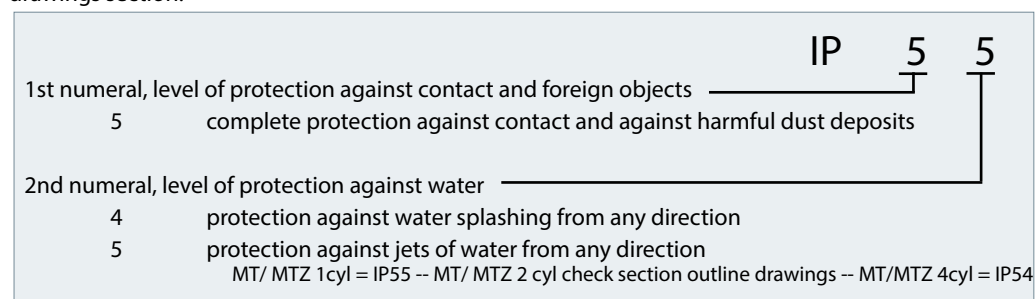 IP 5 5
1st numeral, level of protection against contact and foreign objects
5 complete protection against contact and against harmful dust deposits
2nd numeral, level of protection against water
4 protection against water splashing from any direction
5 protection against jets of water from any direction
MT/ MTZ 1cyl = IP55 -- MT/ MTZ 2 cyl check section outline drawings -- MT/MTZ 4cyl = IP54